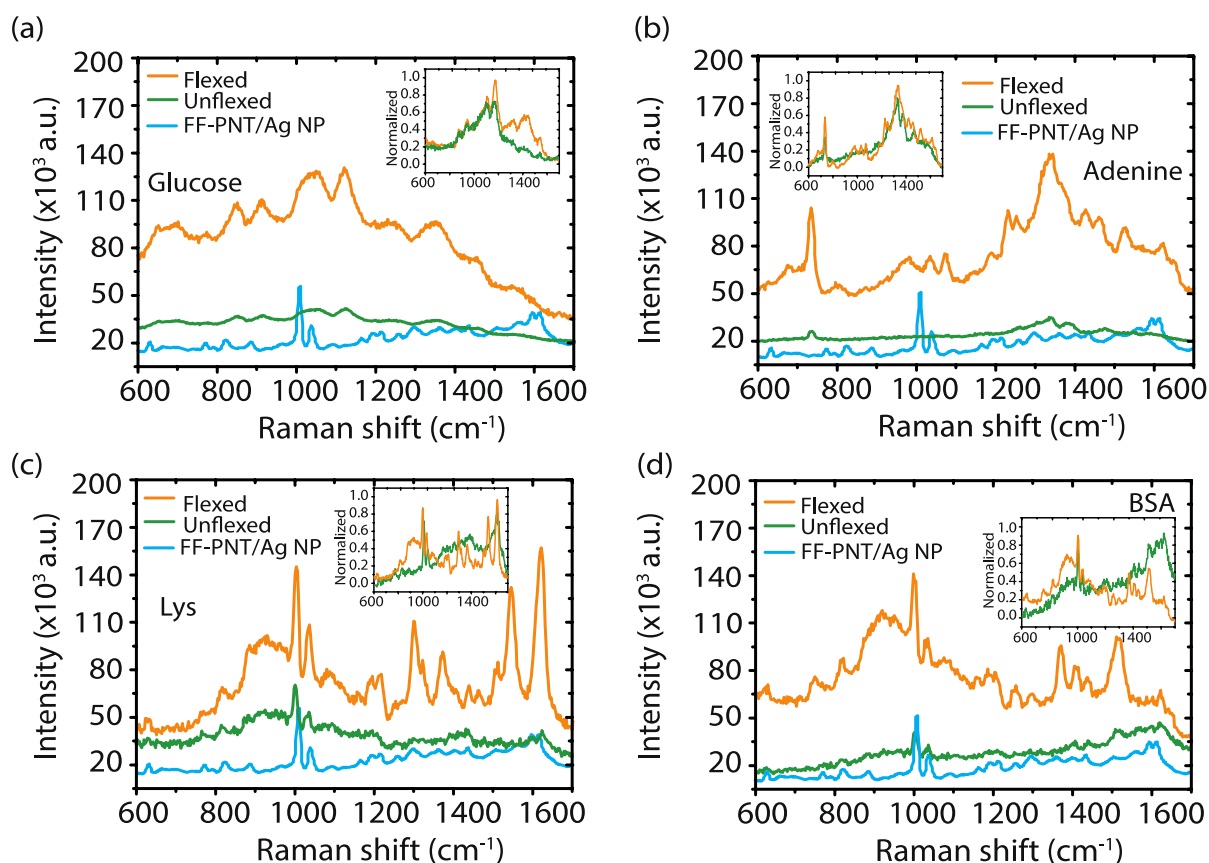 (a)
200
170
140
110
80
50
20
Intensity (x10³ a.u.)
Flexed
Unflexed
FF-PNT/Ag NP
Glucose
Normalized
1.0
0.8
0.6
0.4
0.2
0.0
600 1000 1400
600 800 1000 1200 1400 1600
Raman shift (cm⁻¹)
(b)
200
170
140
110
80
50
20
Intensity (x10³ a.u.)
Normalized
1.0
0.8
0.6
0.4
0.2
0.0
600 1000 1400
Flexed
Unflexed
FF-PNT/Ag NP
Adenine
600 800 1000 1200 1400 1600
Raman shift (cm⁻¹)
(c)
200
170
140
110
80
50
20
Intensity (x10³ a.u.)
Flexed
Unflexed
FF-PNT/Ag NP
Lys
Normalized
1.0
0.8
0.6
0.4
0.2
0.0
600 1000 1400
600 800 1000 1200 1400 1600
Raman shift (cm⁻¹)
(d)
200
170
140
110
80
50
20
Intensity (x10³ a.u.)
Flexed
Unflexed
FF-PNT/Ag NP
BSA
Normalized
1.0
0.8
0.6
0.4
0.2
0.0
600 1000 1400
600 800 1000 1200 1400 1600
Raman shift (cm⁻¹)